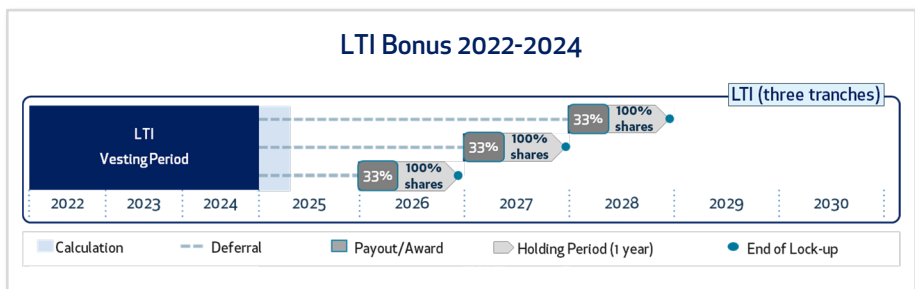 LTI Bonus 2022-2024
LTI (three tranches)
LTI
Vesting Period
33%
100%
shares
33%
100%
shares
33%
100%
shares
2022 2023 2024 2025 2026 2027 2028 2029 2030
Calculation Deferral Payout/Award Holding Period (1 year) End of Lock-up